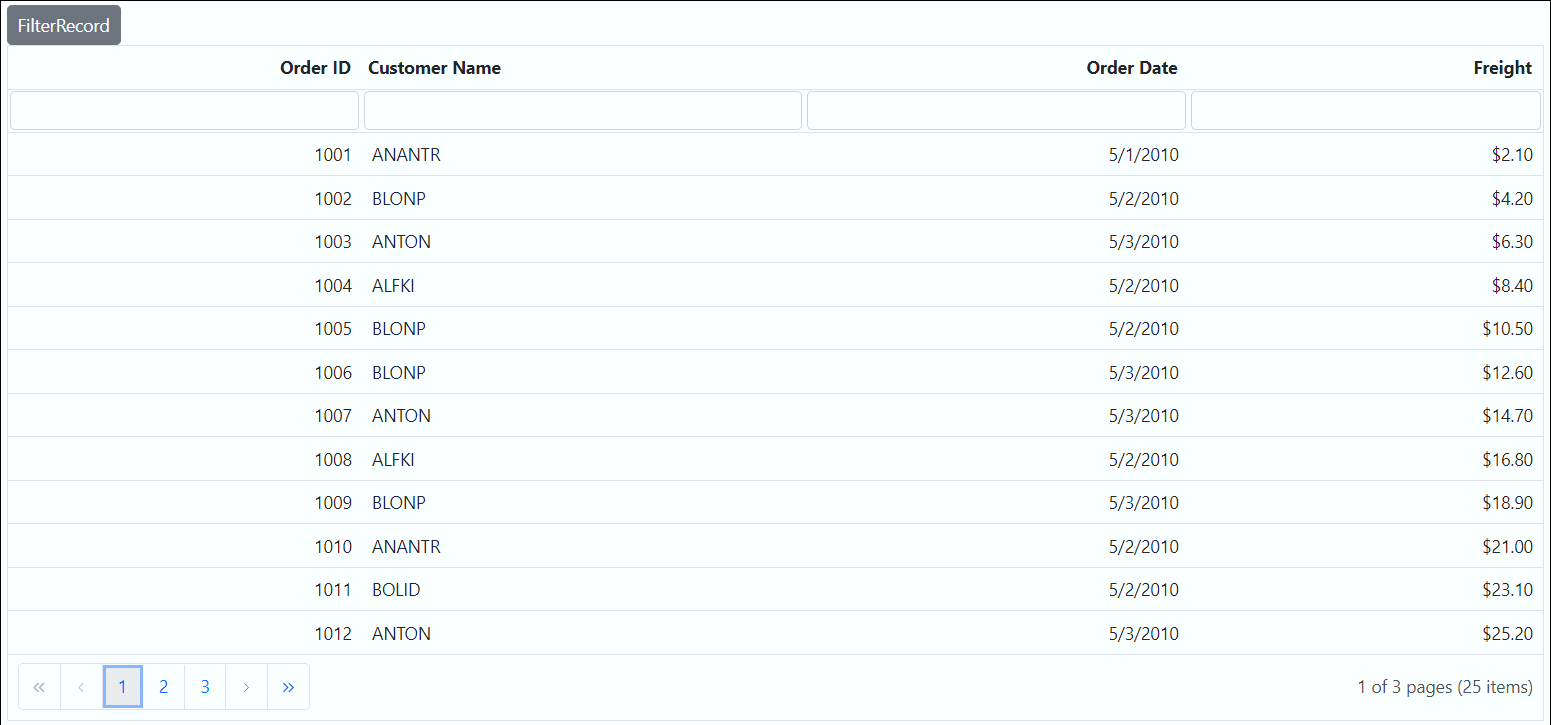 FilterRecord
Order ID Customer Name Order Date Freight
1001 ANANTR 5/1/2010 $2.10
1002 BLONP 5/2/2010 $4.20
1003 ANTON 5/3/2010 $6.30
1004 ALFKI 5/2/2010 $8.40
1005 BLONP 5/2/2010 $10.50
1006 BLONP 5/3/2010 $12.60
1007 ANTON 5/3/2010 $14.70
1008 ALFKI 5/2/2010 $16.80
1009 BLONP 5/3/2010 $18.90
1010 ANANTR 5/2/2010 $21.00
1011 BOLID 5/2/2010 $23.10
1012 ANTON 5/3/2010 $25.20
« ‹ 1 2 3 › » 1 of 3 pages (25 items)